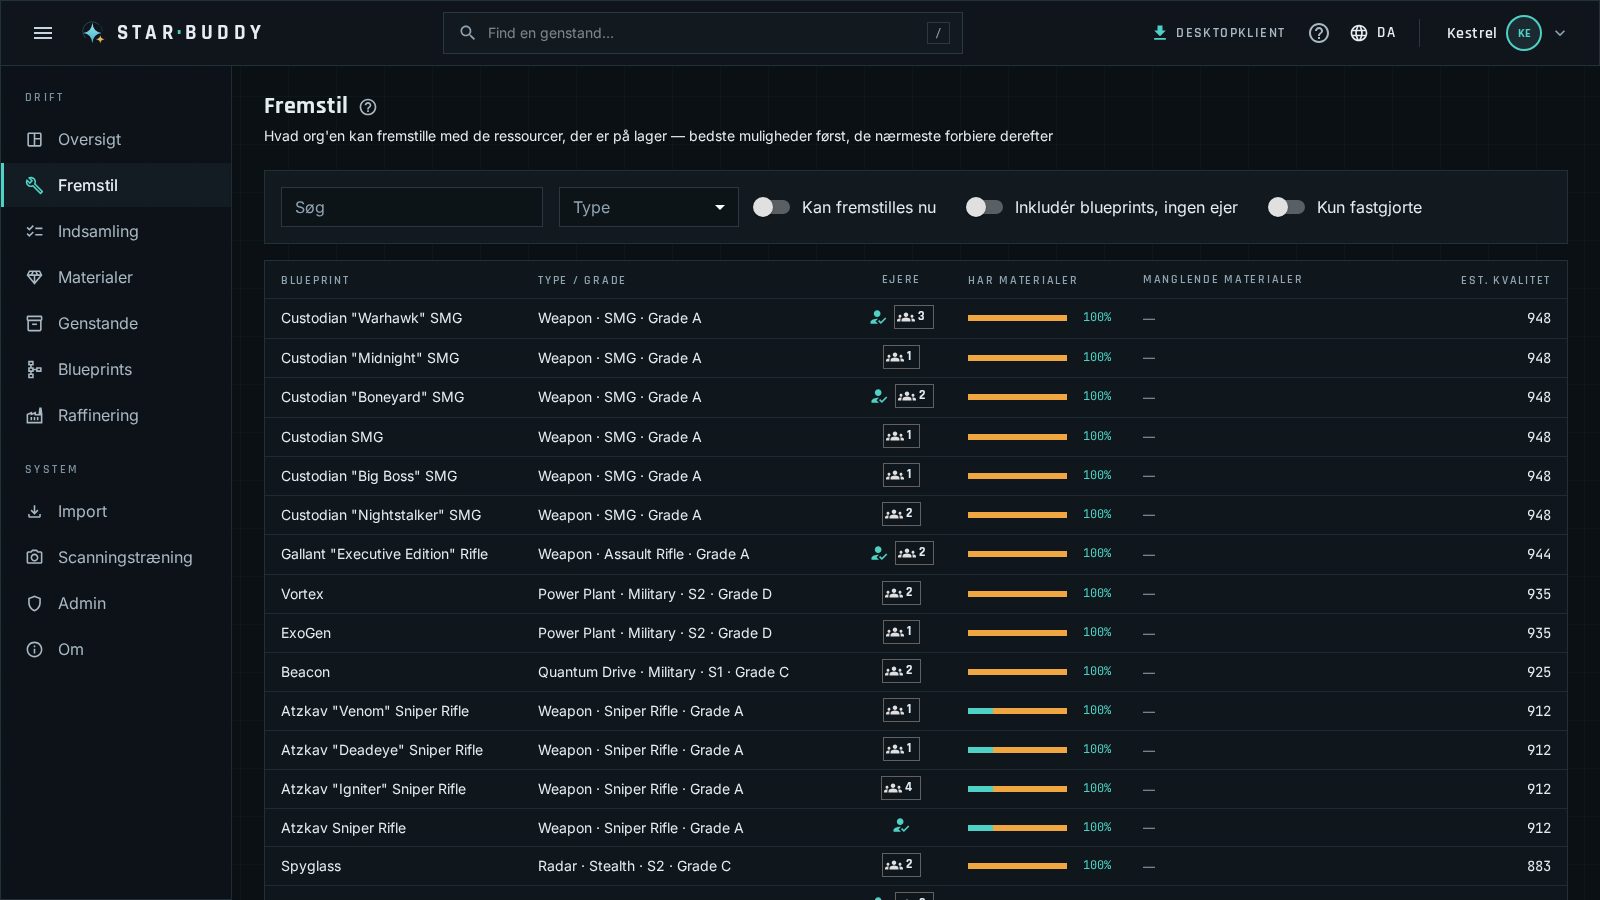 STAR·BUDDY
Find en genstand...
/
DESKTOPKLIENT
DA
Kestrel
KE
DRIFT
Oversigt
Fremstil
Indsamling
Materialer
Genstande
Blueprints
Raffinering
SYSTEM
Import
Scanningstræning
Admin
Om
Fremstil
Hvad org'en kan fremstille med de ressourcer, der er på lager — bedste muligheder først, de nærmeste forbiere derefter
Søg
Type
Kan fremstilles nu
Inkludér blueprints, ingen ejer
Kun fastgjorte
BLUEPRINT TYPE / GRADE EJERE HAR MATERIALER MANGLENDE MATERIALER EST. KVALITET
Custodian "Warhawk" SMG Weapon · SMG · Grade A 3 100% — 948
Custodian "Midnight" SMG Weapon · SMG · Grade A 1 100% — 948
Custodian "Boneyard" SMG Weapon · SMG · Grade A 2 100% — 948
Custodian SMG Weapon · SMG · Grade A 1 100% — 948
Custodian "Big Boss" SMG Weapon · SMG · Grade A 1 100% — 948
Custodian "Nightstalker" SMG Weapon · SMG · Grade A 2 100% — 948
Gallant "Executive Edition" Rifle Weapon · Assault Rifle · Grade A 2 100% — 944
Vortex Power Plant · Military · S2 · Grade D 2 100% — 935
ExoGen Power Plant · Military · S2 · Grade D 1 100% — 935
Beacon Quantum Drive · Military · S1 · Grade C 2 100% — 925
Atzkav "Venom" Sniper Rifle Weapon · Sniper Rifle · Grade A 1 100% — 912
Atzkav "Deadeye" Sniper Rifle Weapon · Sniper Rifle · Grade A 1 100% — 912
Atzkav "Igniter" Sniper Rifle Weapon · Sniper Rifle · Grade A 4 100% — 912
Atzkav Sniper Rifle Weapon · Sniper Rifle · Grade A 100% — 912
Spyglass Radar · Stealth · S2 · Grade C 2 100% — 883